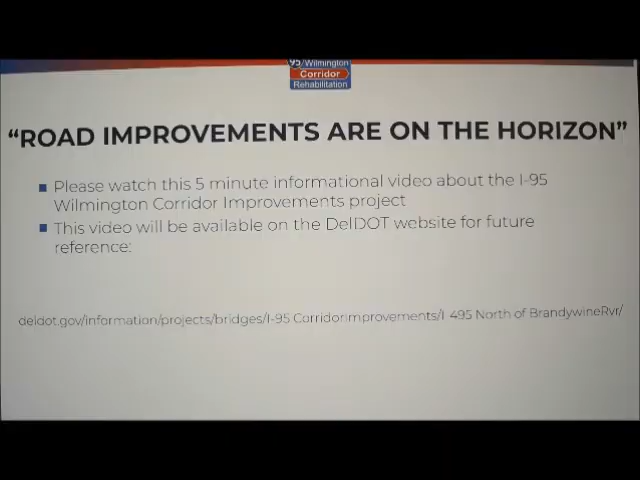 95/Wilmington
Corridor
Rehabilitation
“ROAD IMPROVEMENTS ARE ON THE HORIZON”
Please watch this 5 minute informational video about the I-95
Wilmington Corridor Improvements project
This video will be available on the DelDOT website for future
reference:
deldot.gov/information/projects/bridges/I-95 Corridorimprovements/I 495 North of BrandywineRvr/